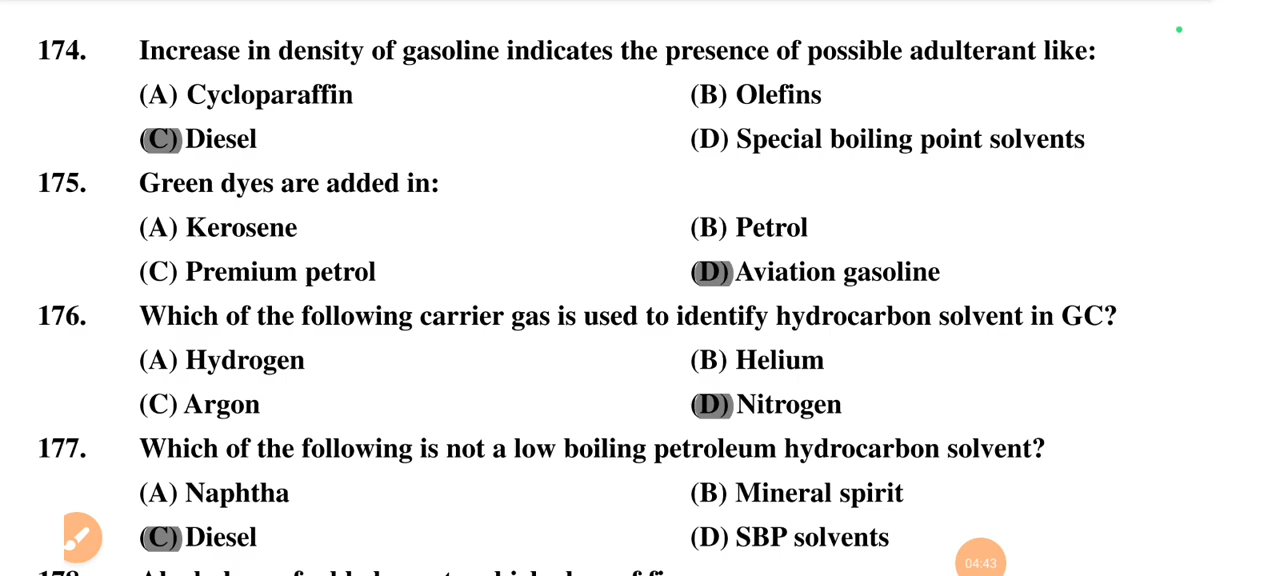 174. Increase in density of gasoline indicates the presence of possible adulterant like:
(A) Cycloparaffin (B) Olefins
(C) Diesel (D) Special boiling point solvents
175. Green dyes are added in:
(A) Kerosene (B) Petrol
(C) Premium petrol (D) Aviation gasoline
176. Which of the following carrier gas is used to identify hydrocarbon solvent in GC?
(A) Hydrogen (B) Helium
(C) Argon (D) Nitrogen
177. Which of the following is not a low boiling petroleum hydrocarbon solvent?
(A) Naphtha (B) Mineral spirit
(C) Diesel (D) SBP solvents
04:43
178.